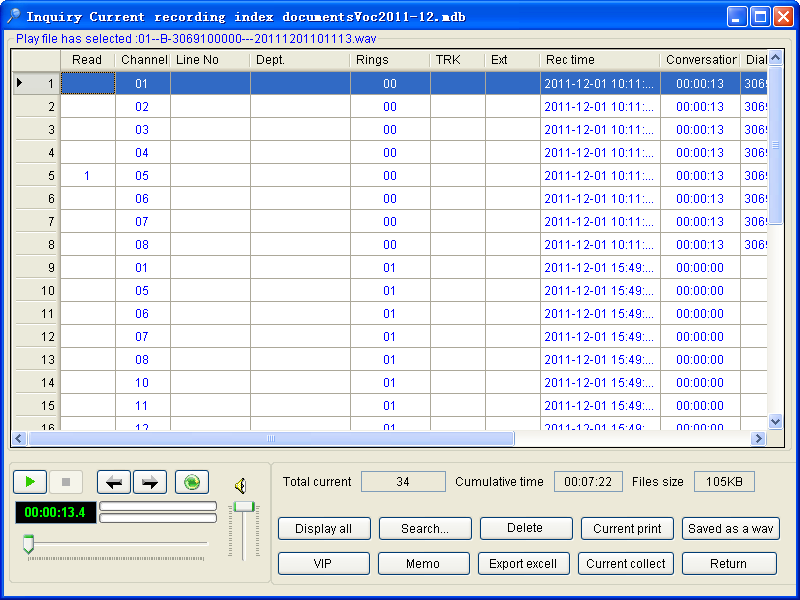 Inquiry Current recording index documentsVoc2011-12.mdb
Play file has selected :01--B-3069100000---20111201101113.wav
Read Channel Line No Dept. Rings TRK Ext Rec time Conversation Dial
1 01 00 2011-12-01 10:11:... 00:00:13 3069
2 02 00 2011-12-01 10:11:... 00:00:13 3069
3 03 00 2011-12-01 10:11:... 00:00:13 3069
4 04 00 2011-12-01 10:11:... 00:00:13 3069
5 1 05 00 2011-12-01 10:11:... 00:00:13 3069
6 06 00 2011-12-01 10:11:... 00:00:13 3069
7 07 00 2011-12-01 10:11:... 00:00:13 3069
8 08 00 2011-12-01 10:11:... 00:00:13 3069
9 01 01 2011-12-01 15:49:... 00:00:00
10 05 01 2011-12-01 15:49:... 00:00:00
11 06 01 2011-12-01 15:49:... 00:00:00
12 07 01 2011-12-01 15:49:... 00:00:00
13 08 01 2011-12-01 15:49:... 00:00:00
14 10 01 2011-12-01 15:49:... 00:00:00
15 11 01 2011-12-01 15:49:... 00:00:00
16 12 01 2011-12-01 15:49:... 00:00:00
Total current 34 Cumulative time 00:07:22 Files size 105KB
00:00:13.4
Display all Search... Delete Current print Saved as a wav
VIP Memo Export excell Current collect Return